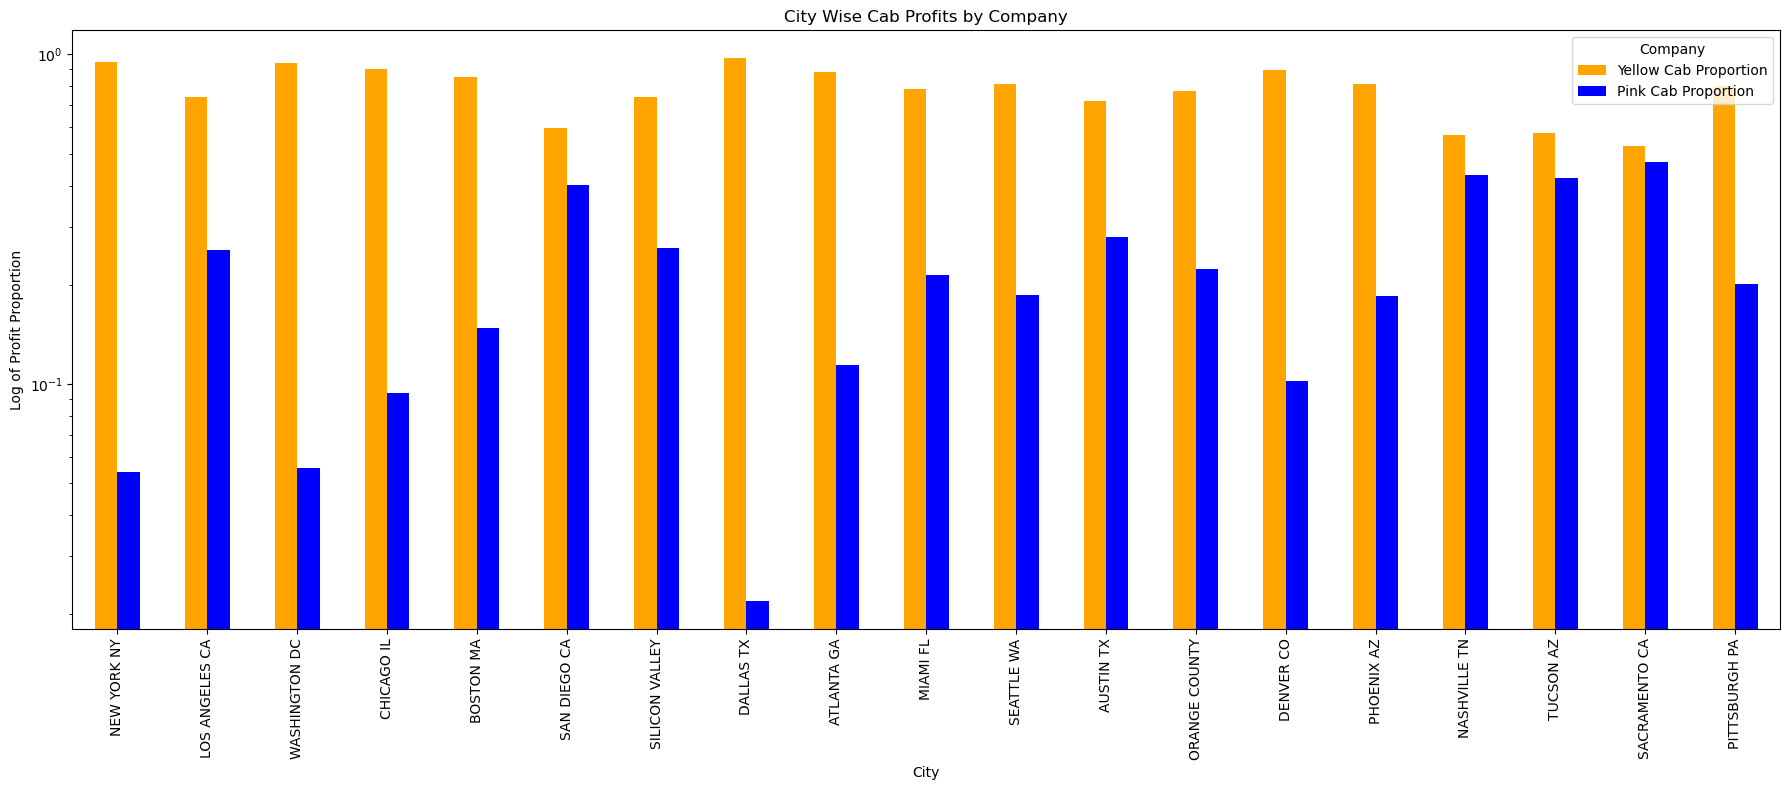 City Wise Cab Profits by Company
Company
Yellow Cab Proportion
Pink Cab Proportion
10⁰
10⁻¹
Log of Profit Proportion
NEW YORK NY
LOS ANGELES CA
WASHINGTON DC
CHICAGO IL
BOSTON MA
SAN DIEGO CA
SILICON VALLEY
DALLAS TX
ATLANTA GA
MIAMI FL
SEATTLE WA
AUSTIN TX
ORANGE COUNTY
DENVER CO
PHOENIX AZ
NASHVILLE TN
TUCSON AZ
SACRAMENTO CA
PITTSBURGH PA
City